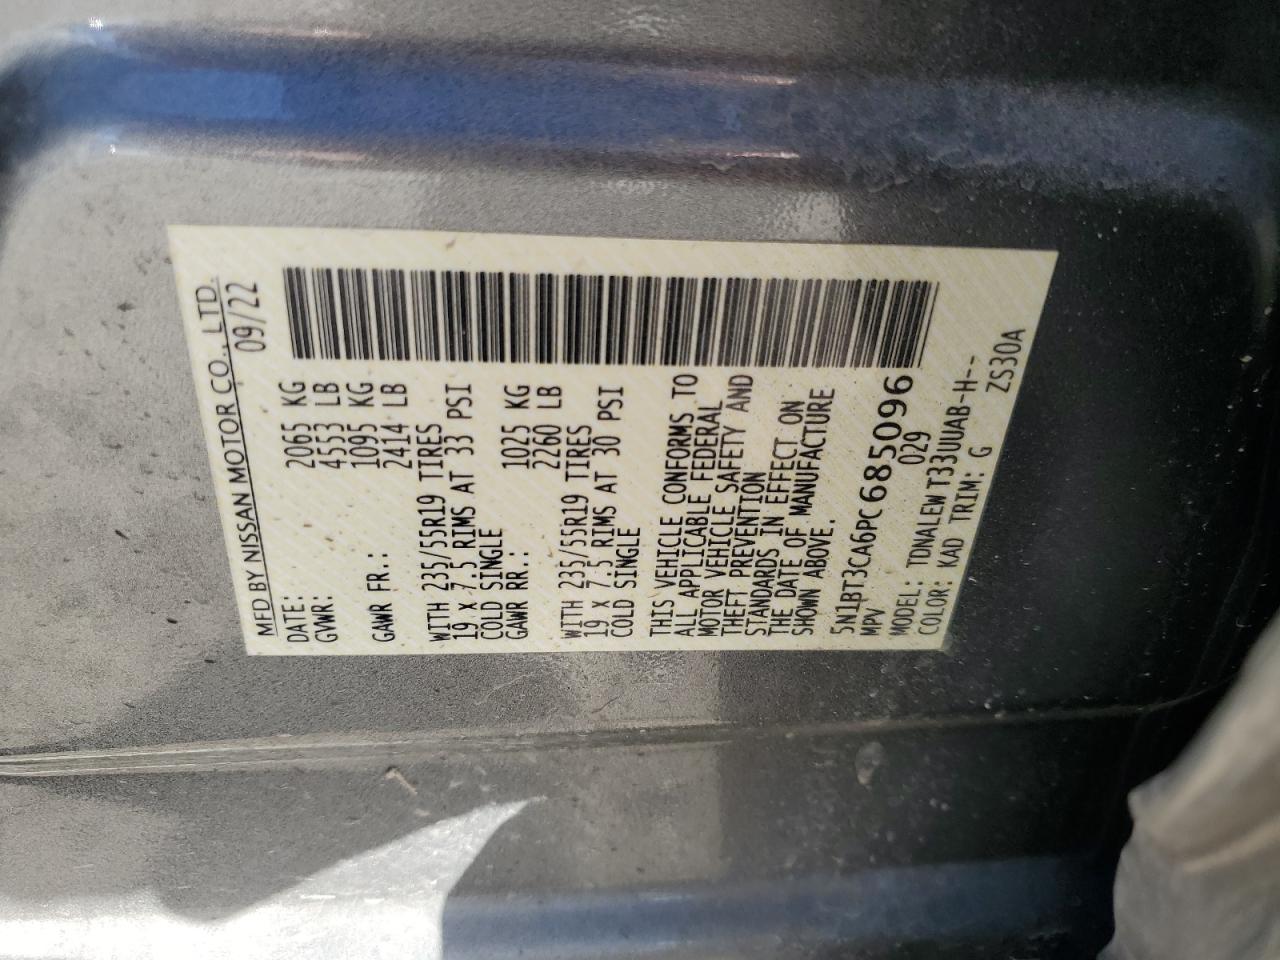 MFD BY NISSAN MOTOR CO., LTD.
DATE: 09/22
GVWR: 2065 KG
4553 LB
GAWR FR.: 1095 KG
2414 LB
WITH 235/55R19 TIRES
19 X 7.5 RIMS AT 33 PSI
COLD SINGLE
GAWR RR.: 1025 KG
2260 LB
WITH 235/55R19 TIRES
19 X 7.5 RIMS AT 30 PSI
COLD SINGLE
THIS VEHICLE CONFORMS TO
ALL APPLICABLE FEDERAL
MOTOR VEHICLE SAFETY AND
THEFT PREVENTION
STANDARDS IN EFFECT ON
THE DATE OF MANUFACTURE
SHOWN ABOVE.
5N1BT3CA6PC685096
MPV 029
MODEL: TDNALEW T33UUAB-H--
COLOR: KAD TRIM: G ZS30A